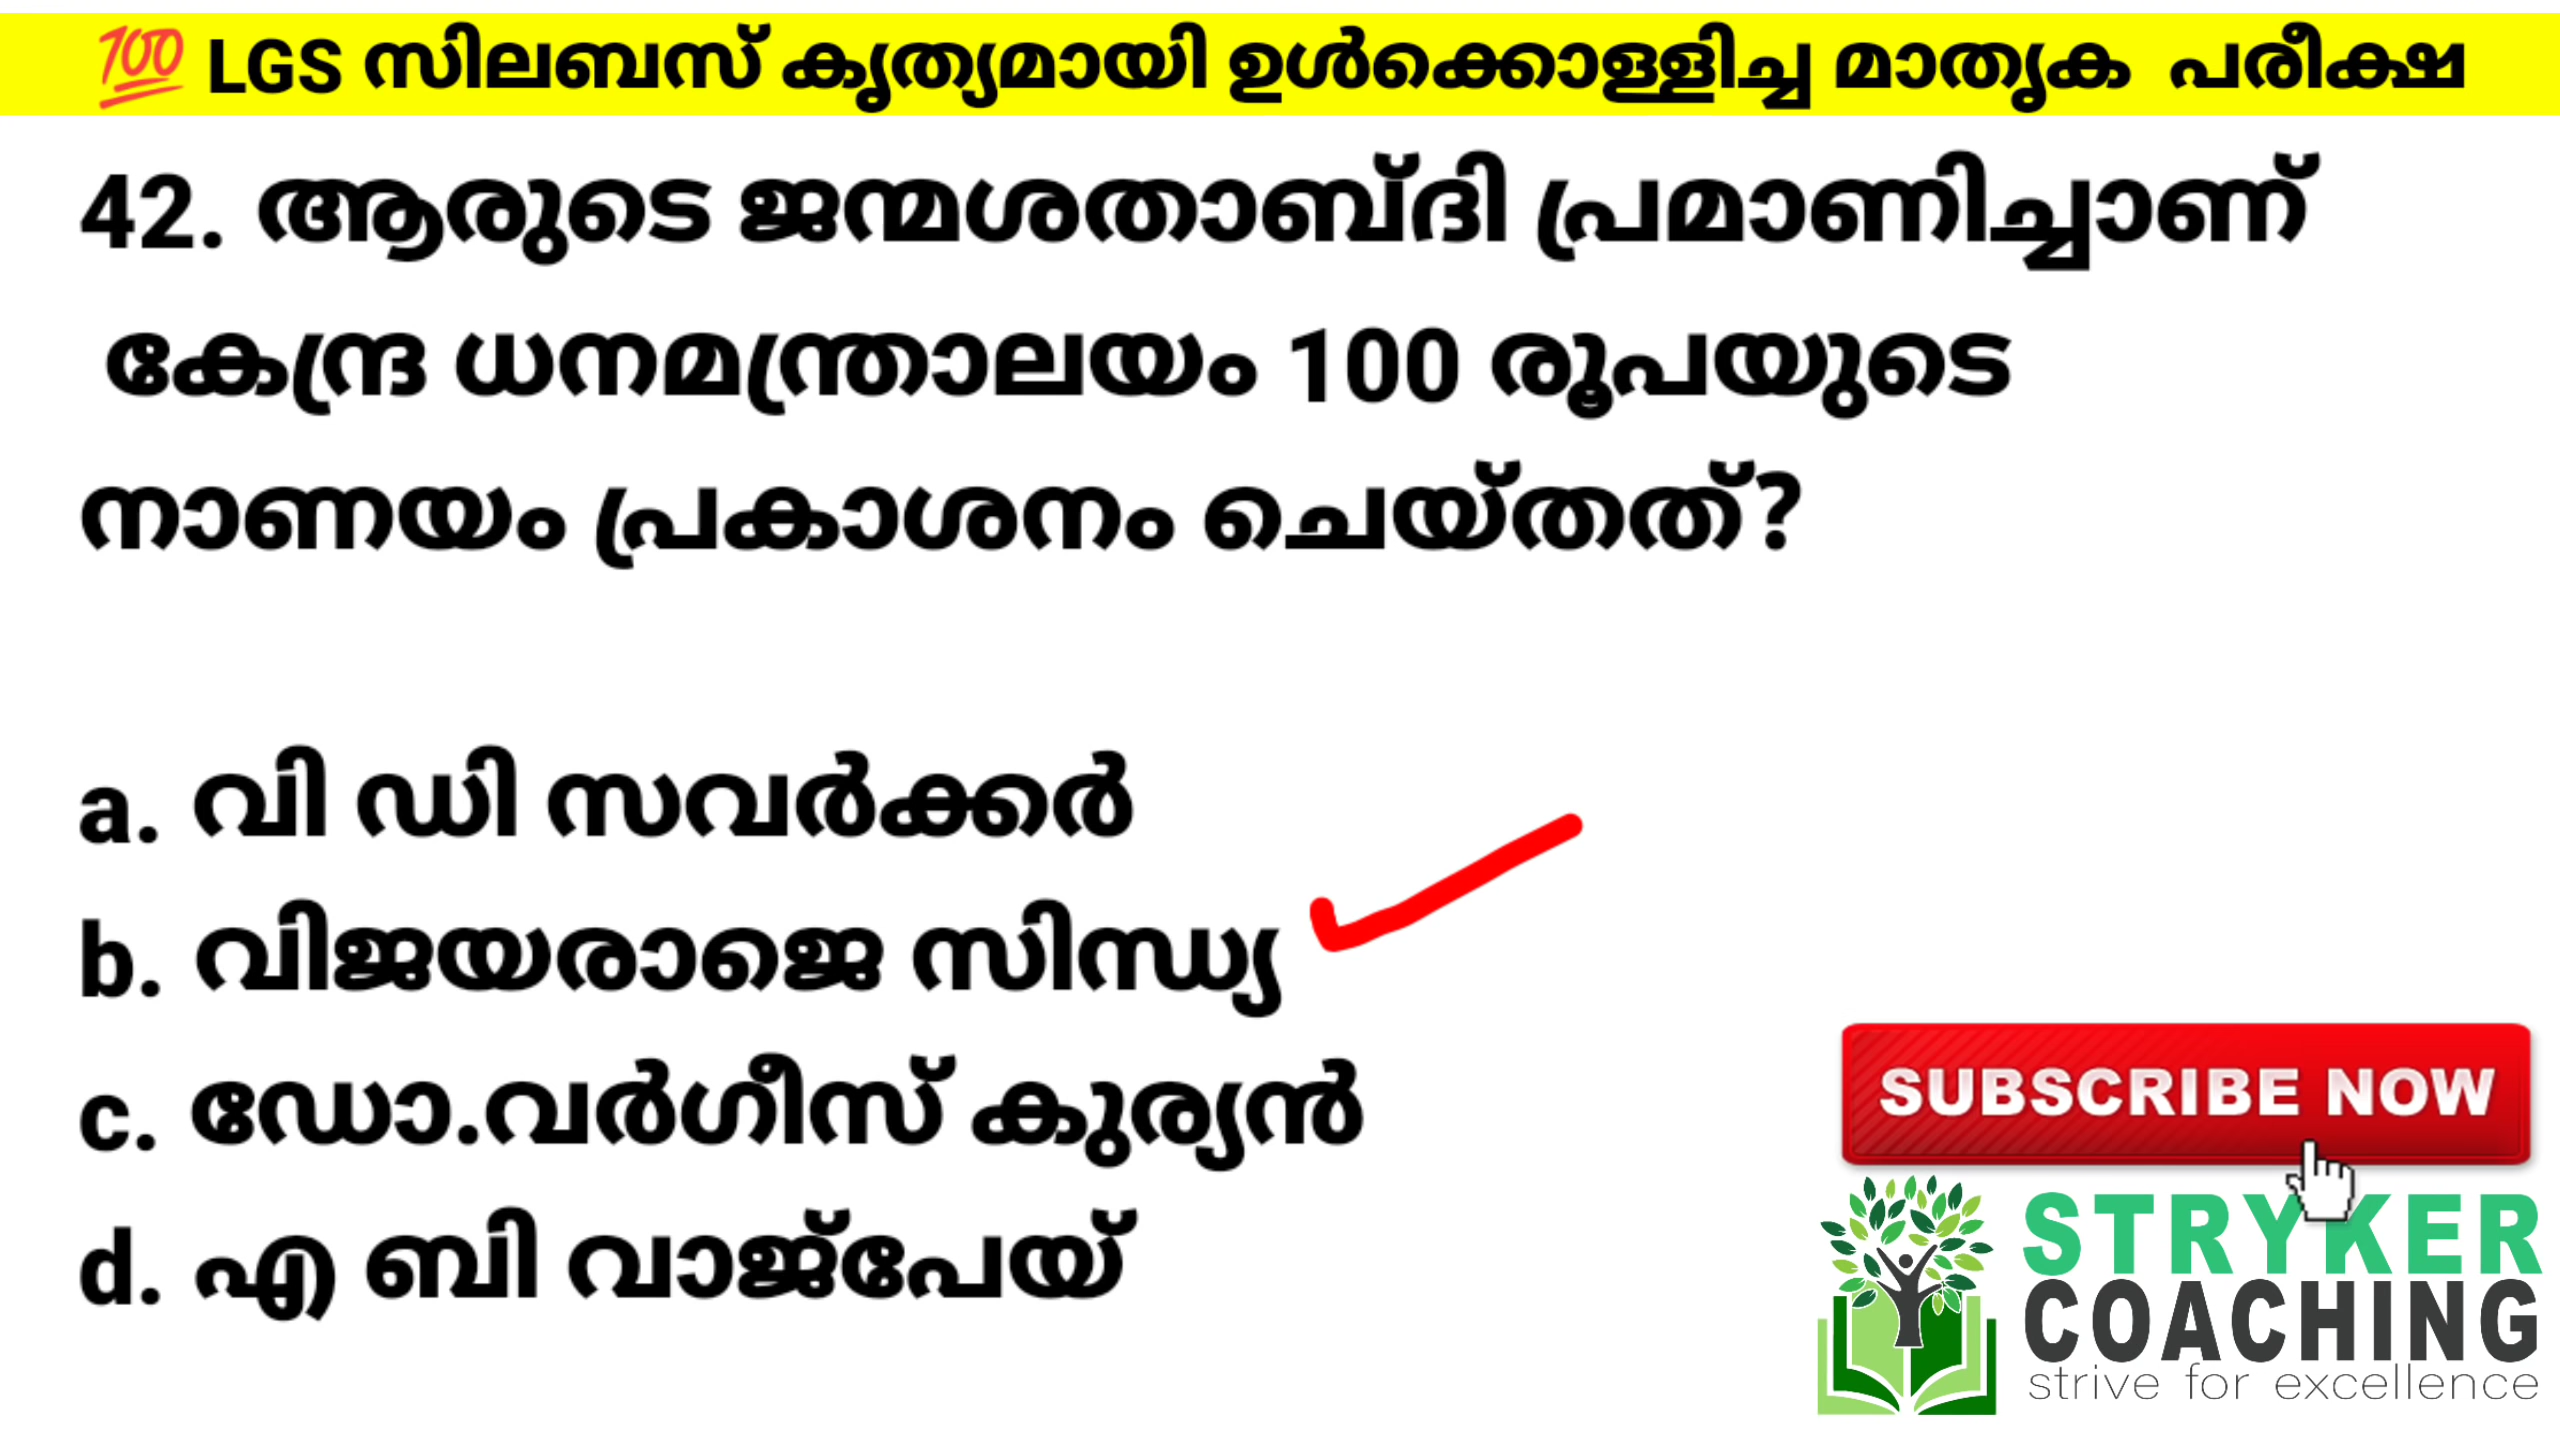 💯 LGS സിലബസ് കൃത്യമായി ഉൾക്കൊള്ളിച്ച മാതൃക പരീക്ഷ
42. ആരുടെ ജന്മശതാബ്ദി പ്രമാണിച്ചാണ്
കേന്ദ്ര ധനമന്ത്രാലയം 100 രൂപയുടെ
നാണയം പ്രകാശനം ചെയ്തത്?
a. വി ഡി സവർക്കർ
b. വിജയരാജെ സിന്ധ്യ
c. ഡോ.വർഗീസ് കുര്യൻ
d. എ ബി വാജ്പേയ്
SUBSCRIBE NOW
STRYKER
COACHING
strive for excellence